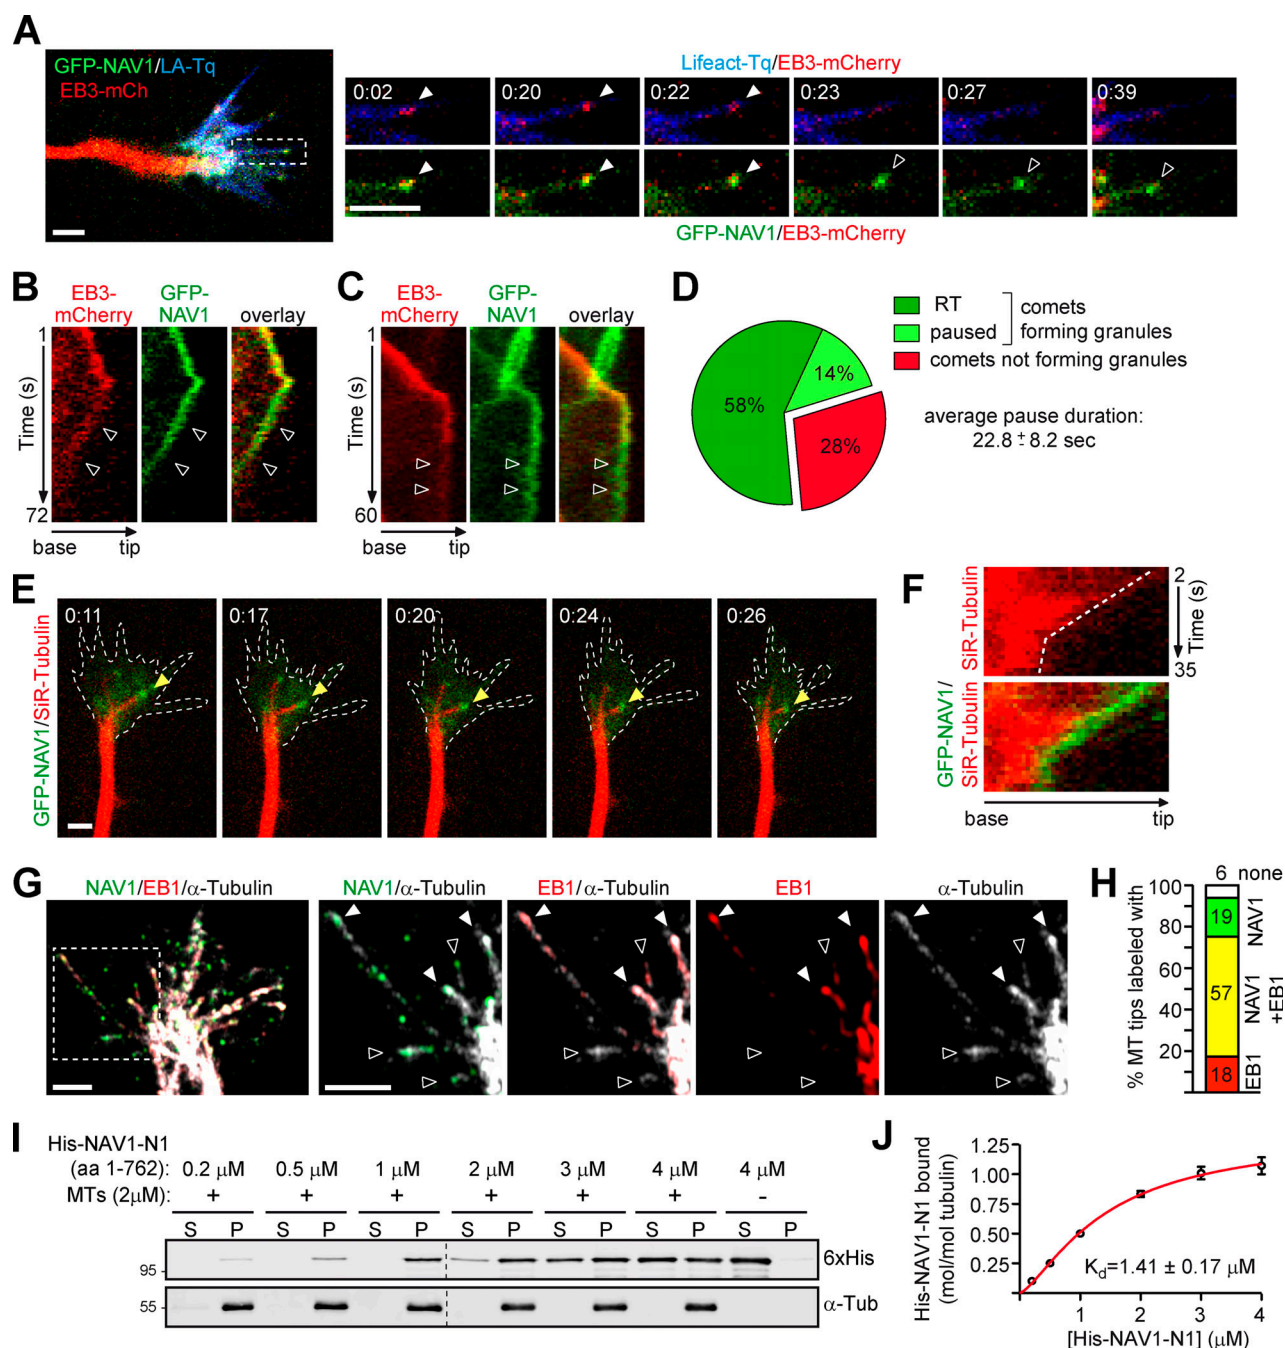 A
GFP-NAV1/LA-Tq
EB3-mCh
Lifeact-Tq/EB3-mCherry
0:02
0:20
0:22
0:23
0:27
0:39
GFP-NAV1/EB3-mCherry
B
EB3-
mCherry
GFP-
NAV1
overlay
1
Time (s)
72
base
tip
C
EB3-
mCherry
GFP-
NAV1
overlay
1
Time (s)
60
base
tip
D
58%
14%
28%
RT
paused
comets
forming granules
comets not forming granules
average pause duration:
22.8 ± 8.2 sec
E
GFP-NAV1/SiR-Tubulin
0:11
0:17
0:20
0:24
0:26
F
SiR-Tubulin
2
Time (s)
35
GFP-NAV1/
SiR-Tubulin
base
tip
G
NAV1/EB1/α-Tubulin
NAV1/α-Tubulin
EB1/α-Tubulin
EB1
α-Tubulin
H
% MT tips labeled with
100
80
60
40
20
6 none
19
NAV1
57
NAV1
+EB1
18
EB1
I
His-NAV1-N1
(aa 1-762): 0.2 μM 0.5 μM 1 μM 2 μM 3 μM 4 μM 4 μM
MTs (2μM): + + + + + + -
S P S P S P S P S P S P S P
95
6xHis
55
α-Tub
J
His-NAV1-N1 bound
(mol/mol tubulin)
1.25
1.00
0.75
0.50
0.25
K_d=1.41 ± 0.17 μM
1 2 3 4
[His-NAV1-N1] (μM)